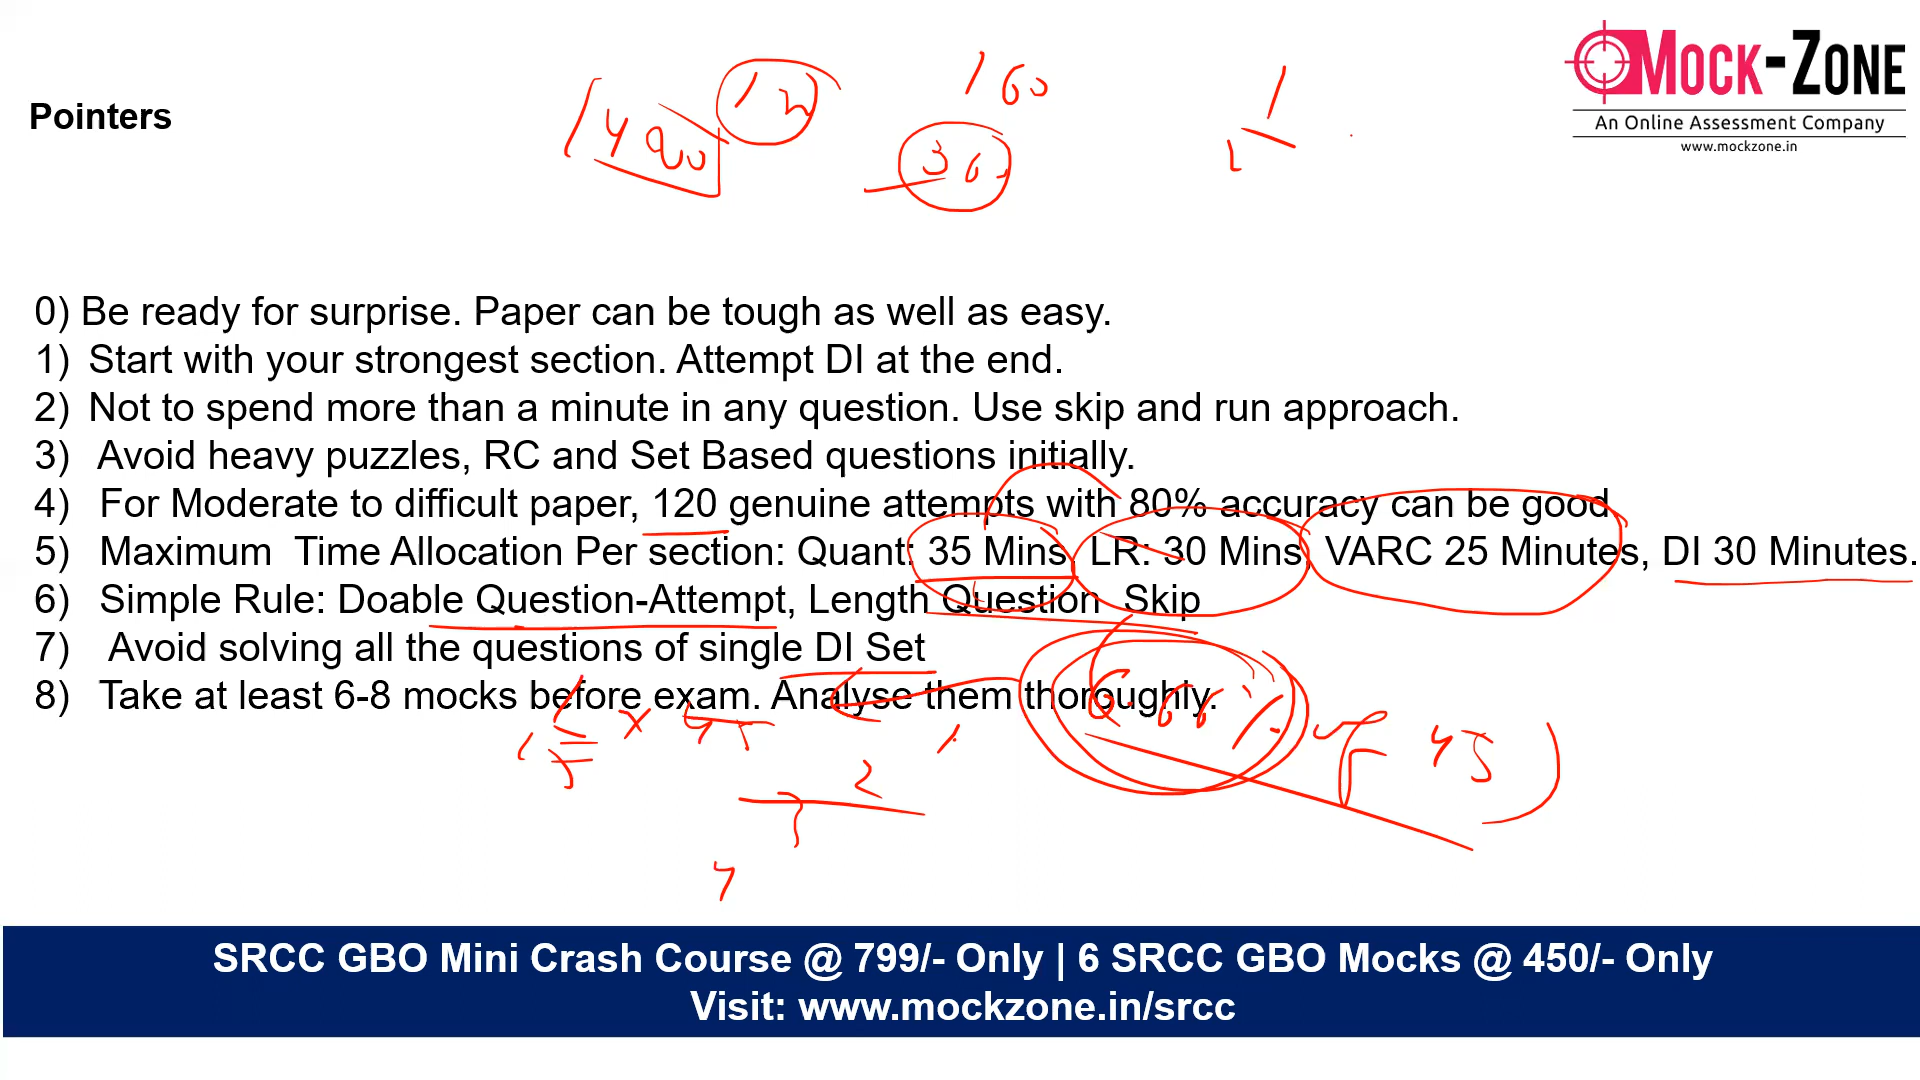 MOCK-ZONE
An Online Assessment Company
www.mockzone.in
Pointers
160
36
1
0) Be ready for surprise. Paper can be tough as well as easy.
1) Start with your strongest section. Attempt DI at the end.
2) Not to spend more than a minute in any question. Use skip and run approach.
3) Avoid heavy puzzles, RC and Set Based questions initially.
4) For Moderate to difficult paper, 120 genuine attempts with 80% accuracy can be good
5) Maximum Time Allocation Per section: Quant: 35 Mins, LR: 30 Mins, VARC 25 Minutes, DI 30 Minutes.
6) Simple Rule: Doable Question-Attempt, Length Question Skip
7) Avoid solving all the questions of single DI Set
8) Take at least 6-8 mocks before exam. Analyse them thoroughly.
6.66% of 45
SRCC GBO Mini Crash Course @ 799/- Only | 6 SRCC GBO Mocks @ 450/- Only
Visit: www.mockzone.in/srcc